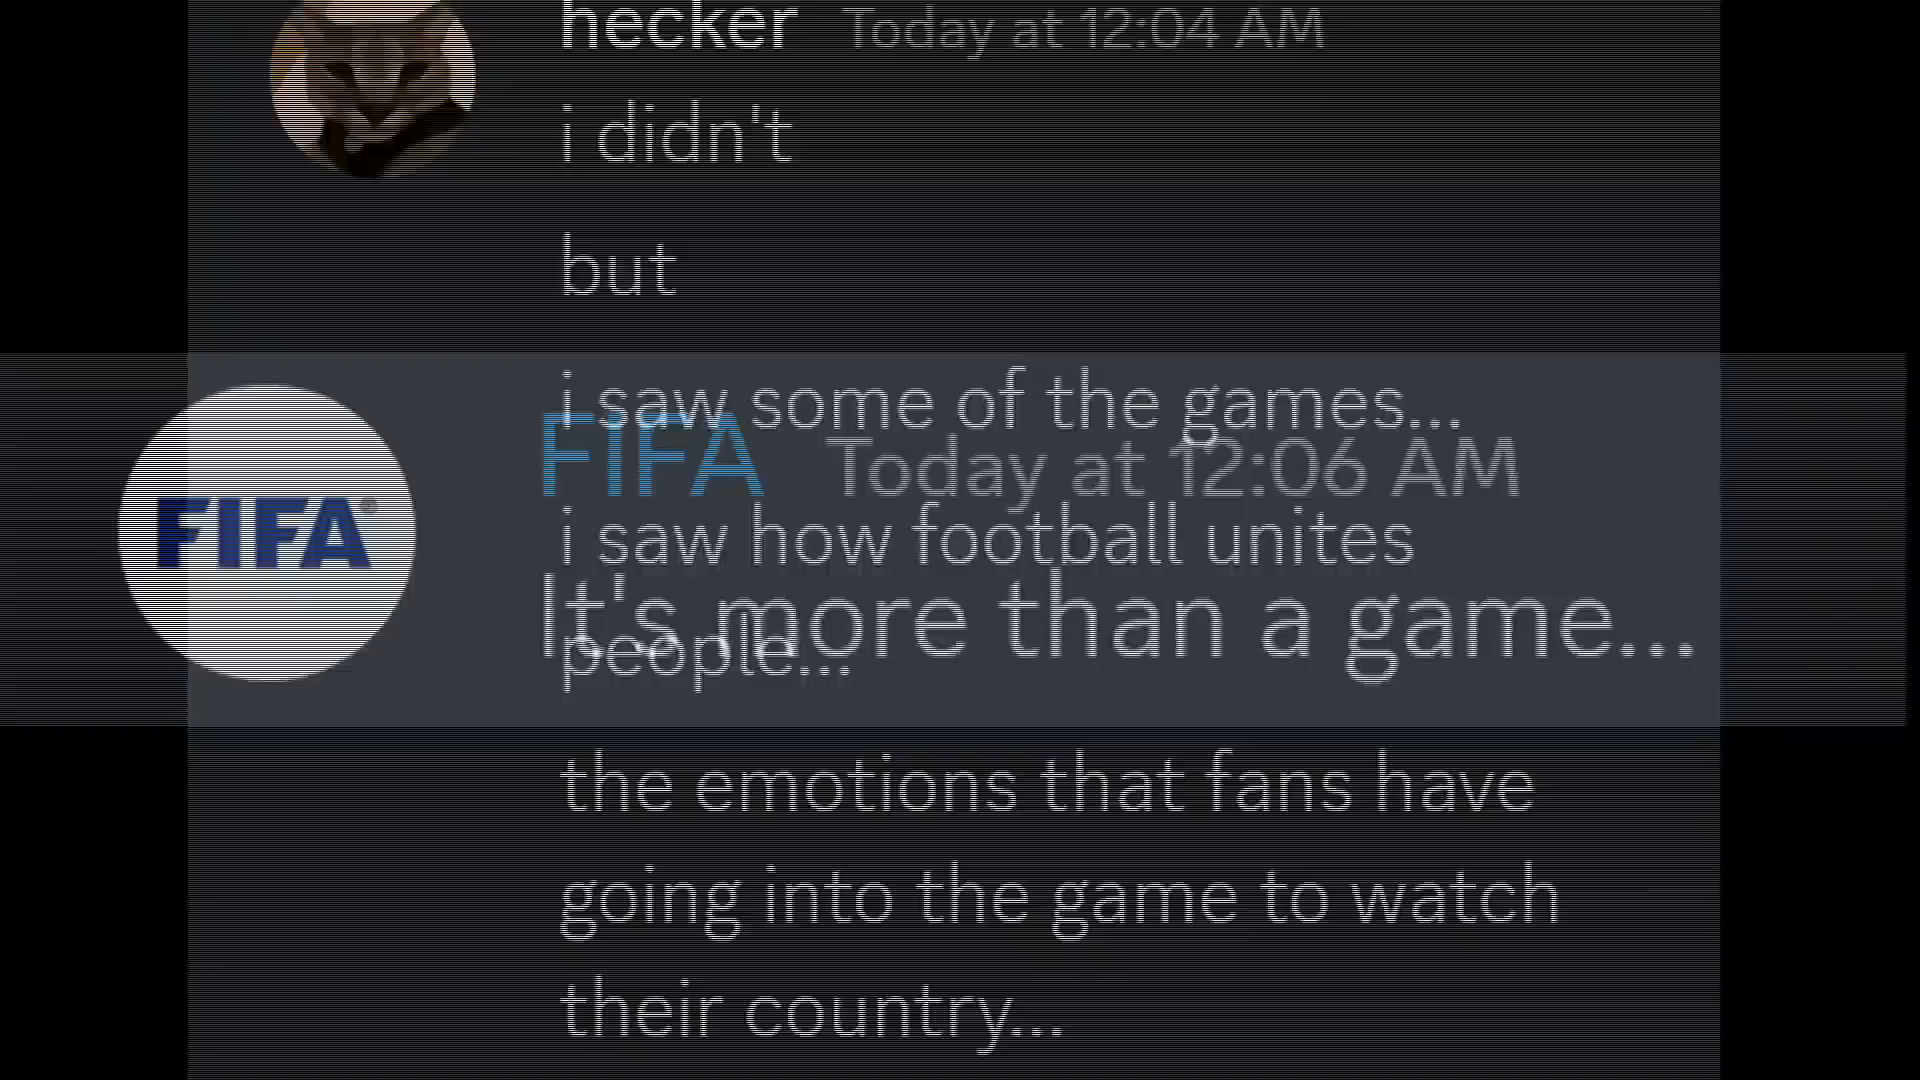 hecker Today at 12:04 AM
i didn't
but
i saw some of the games...
FIFA Today at 12:06 AM
FIFA®
i saw how football unites
It's more than a game...
people...
the emotions that fans have
going into the game to watch
their country...